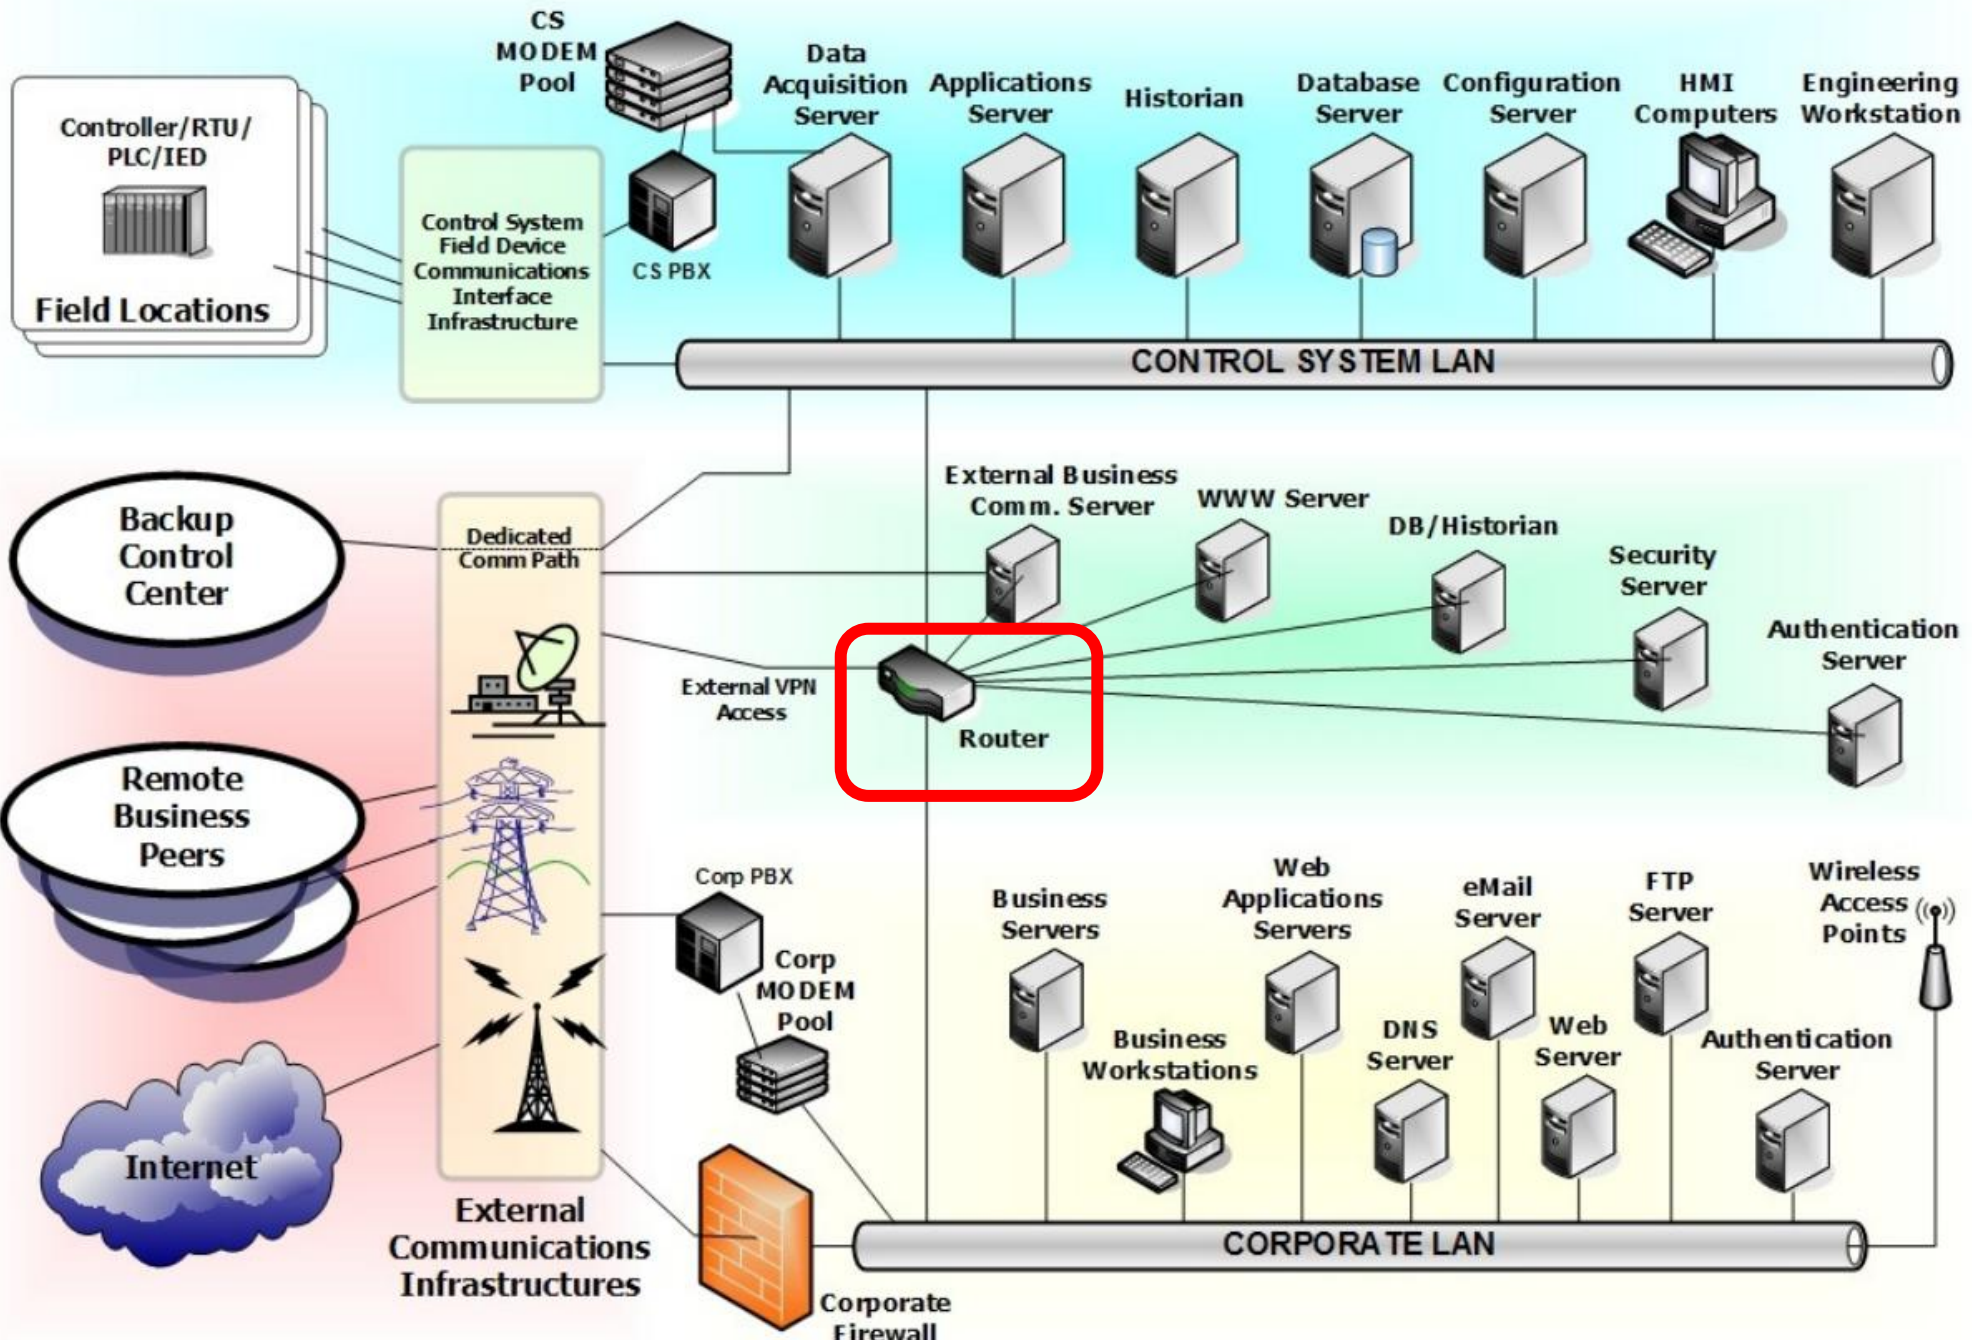 CS
MODEM
Pool
Data
Acquisition
Server
Applications
Server
Historian
Database
Server
Configuration
Server
HMI
Computers
Engineering
Workstation
Controller/RTU/
PLC/IED
Field Locations
Control System
Field Device
Communications
Interface
Infrastructure
CS PBX
CONTROL SYSTEM LAN
Backup
Control
Center
Dedicated
Comm Path
External Business
Comm. Server
WWW Server
DB/Historian
Security
Server
Authentication
Server
External VPN
Access
Router
Remote
Business
Peers
Corp PBX
Corp
MODEM
Pool
Business
Servers
Business
Workstations
Web
Applications
Servers
DNS
Server
eMail
Server
Web
Server
FTP
Server
Authentication
Server
Wireless
Access
Points
Internet
External
Communications
Infrastructures
CORPORATE LAN
Corporate
Firewall